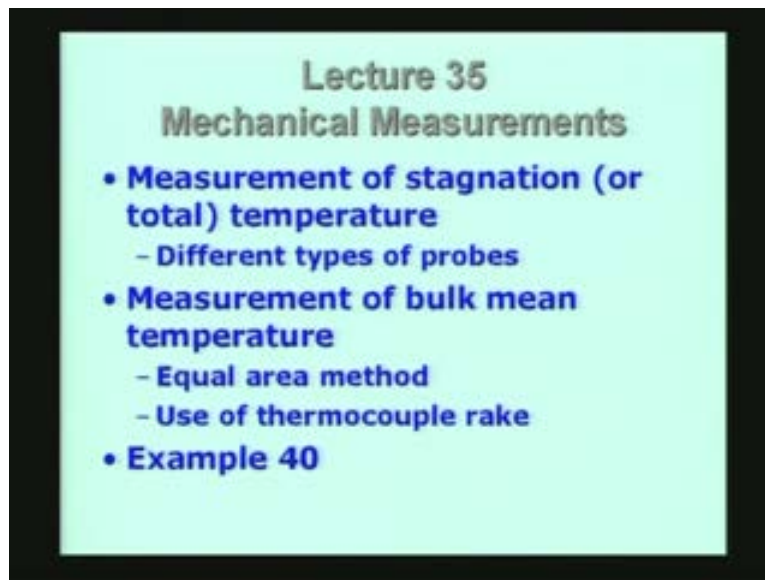 Lecture 35
Mechanical Measurements
• Measurement of stagnation (or
total) temperature
– Different types of probes
• Measurement of bulk mean
temperature
– Equal area method
– Use of thermocouple rake
• Example 40